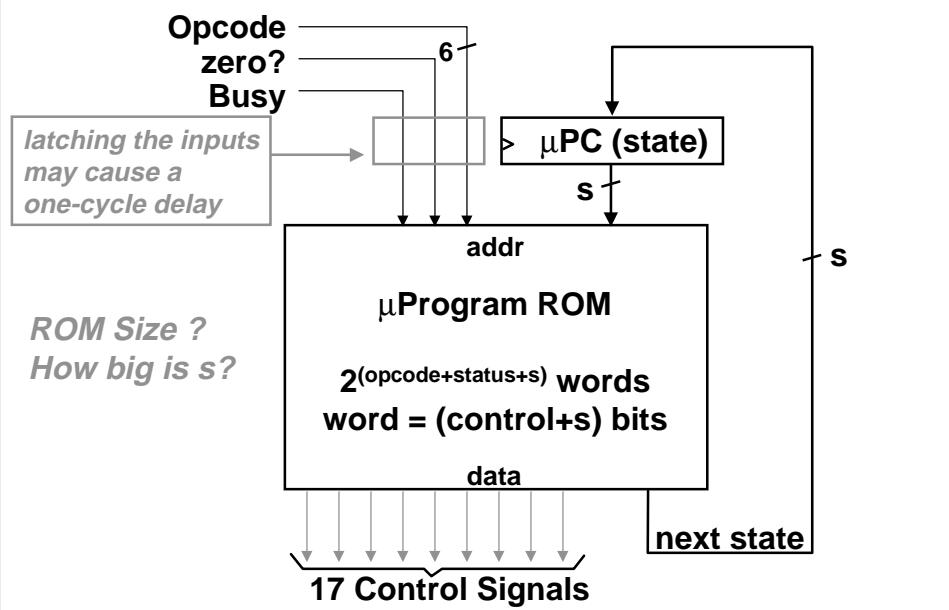 Opcode
zero?
Busy
6
latching the inputs
may cause a
one-cycle delay
μPC (state)
s
s
addr
μProgram ROM
ROM Size ?
How big is s?
2(opcode+status+s) words
word = (control+s) bits
data
next state
17 Control Signals